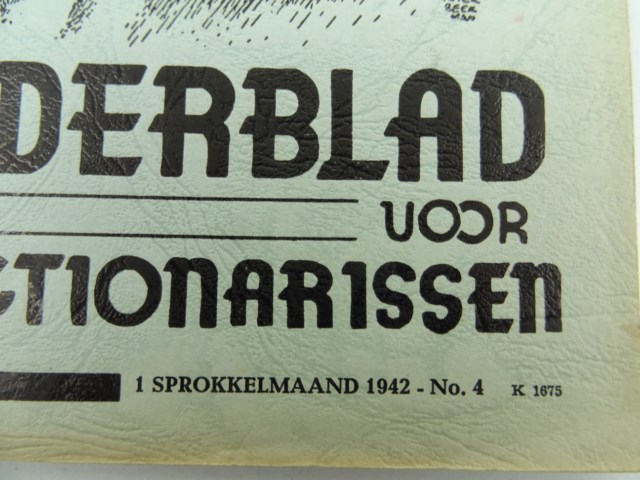 DERBLAD
VOOR
CTIONARISSEN
1 SPROKKELMAAND 1942 - No. 4 K 1675